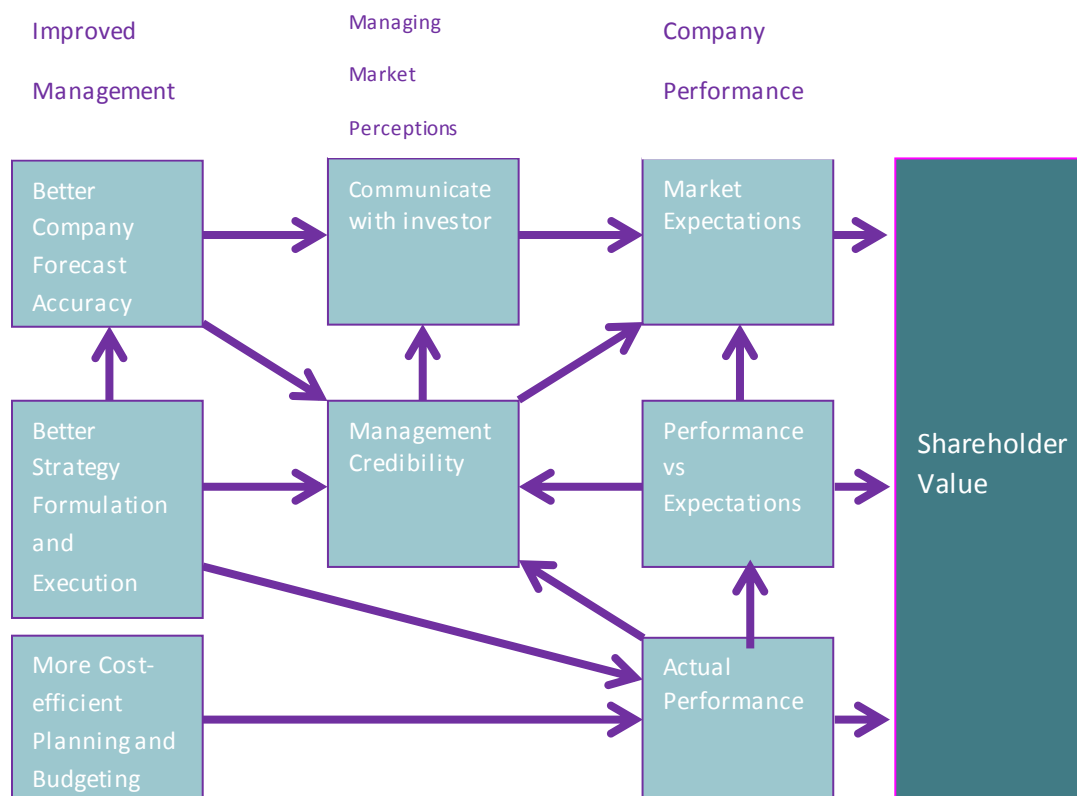 Improved
Management
Managing
Market
Perceptions
Company
Performance
Better
Company
Forecast
Accuracy
Communicate
with investor
Market
Expectations
Better
Strategy
Formulation
and
Execution
Management
Credibility
Performance
vs
Expectations
Shareholder
Value
More Cost-
efficient
Planning and
Budgeting
Actual
Performance